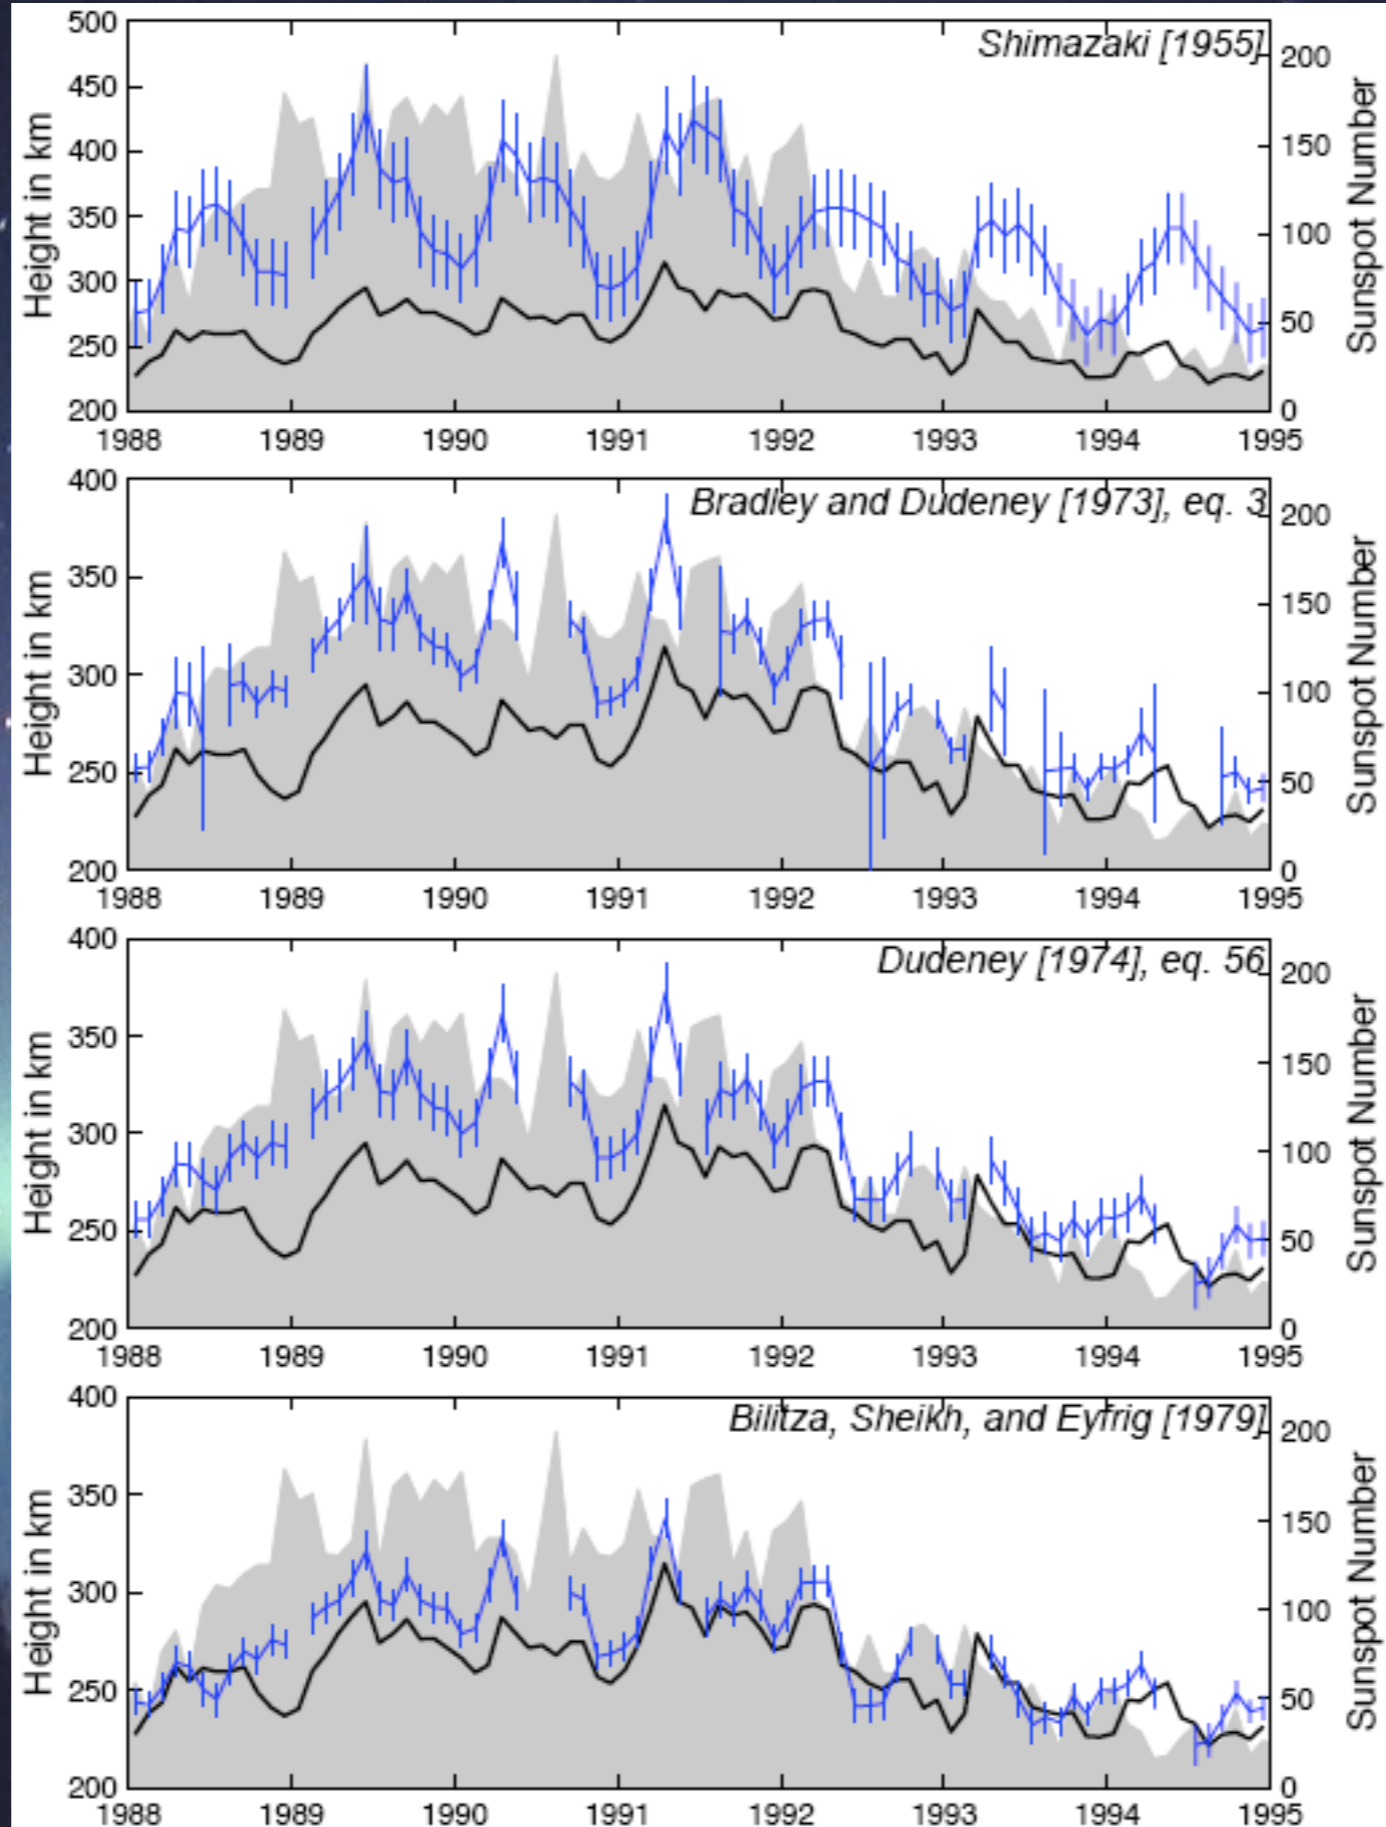 Shimazaki [1955]
Height in km
500
450
400
350
300
250
200
Sunspot Number
200
150
100
50
0
1988 1989 1990 1991 1992 1993 1994 1995
Bradley and Dudeney [1973], eq. 3
Height in km
400
350
300
250
200
Sunspot Number
200
150
100
50
0
1988 1989 1990 1991 1992 1993 1994 1995
Dudeney [1974], eq. 56
Height in km
400
350
300
250
200
Sunspot Number
200
150
100
50
0
1988 1989 1990 1991 1992 1993 1994 1995
Bilitza, Sheikh, and Eyfrig [1979]
Height in km
400
350
300
250
200
Sunspot Number
200
150
100
50
0
1988 1989 1990 1991 1992 1993 1994 1995